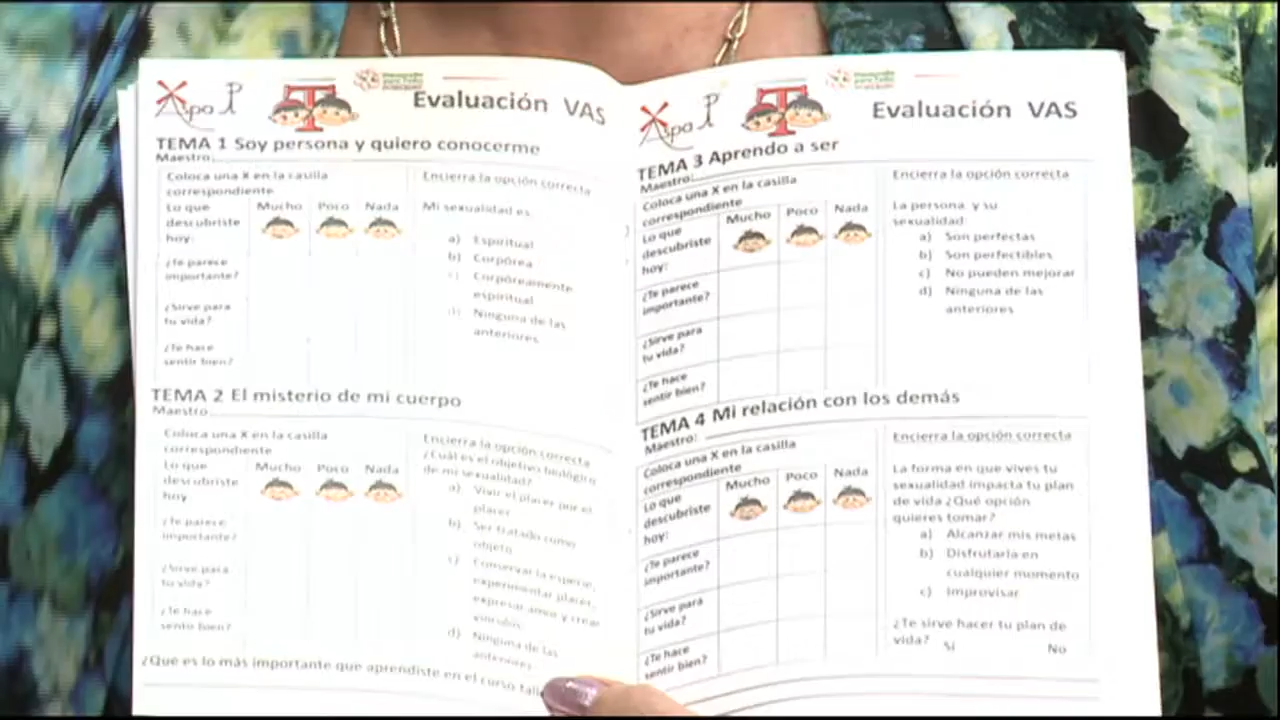 Evaluación VAS
TEMA 1 Soy persona y quiero conocerme
Maestro:
Coloca una X en la casilla
correspondiente
Lo que
descubriste
hoy:
Mucho Poco Nada
¿Te parece
importante?
¿Sirve para
tu vida?
¿Te hace
sentir bien?
Encierra la opción correcta
Mi sexualidad es
a) Espiritual
b) Corpórea
c) Corpóreamente
espiritual
d) Ninguna de las
anteriores
TEMA 2 El misterio de mi cuerpo
Maestro
Coloca una X en la casilla
correspondiente
Lo que
descubriste
hoy
Mucho Poco Nada
¿Te parece
importante?
¿Sirve para
tu vida?
¿Te hace
sentir bien?
Encierra la opción correcta
¿Cuál es el objetivo biológico
de mi sexualidad?
a) Vivir el placer por el
placer
b) Ser tratado como
objeto
c) Conservar la especie,
experimentar placer,
expresar amor y crear
vínculos
d) Ninguna de las
anteriores
¿Qué es lo más importante que aprendiste en el curso
Evaluación VAS
TEMA 3 Aprendo a ser
Maestro:
Coloca una X en la casilla
correspondiente
Lo que
descubriste
hoy:
Mucho Poco Nada
¿Te parece
importante?
¿Sirve para
tu vida?
¿Te hace
sentir bien?
Encierra la opción correcta
La persona y su
sexualidad
a) Son perfectas
b) Son perfectibles
c) No pueden mejorar
d) Ninguna de las
anteriores
TEMA 4 Mi relación con los demás
Maestro:
Coloca una X en la casilla
correspondiente
Lo que
descubriste
hoy:
Mucho Poco Nada
¿Te parece
importante?
¿Sirve para
tu vida?
¿Te hace
sentir bien?
Encierra la opción correcta
La forma en que vives tu
sexualidad impacta tu plan
de vida ¿Qué opción
quieres tomar?
a) Alcanzar mis metas
b) Disfrutarla en
cualquier momento
c) Improvisar
¿Te sirve hacer tu plan de
vida? Sí No